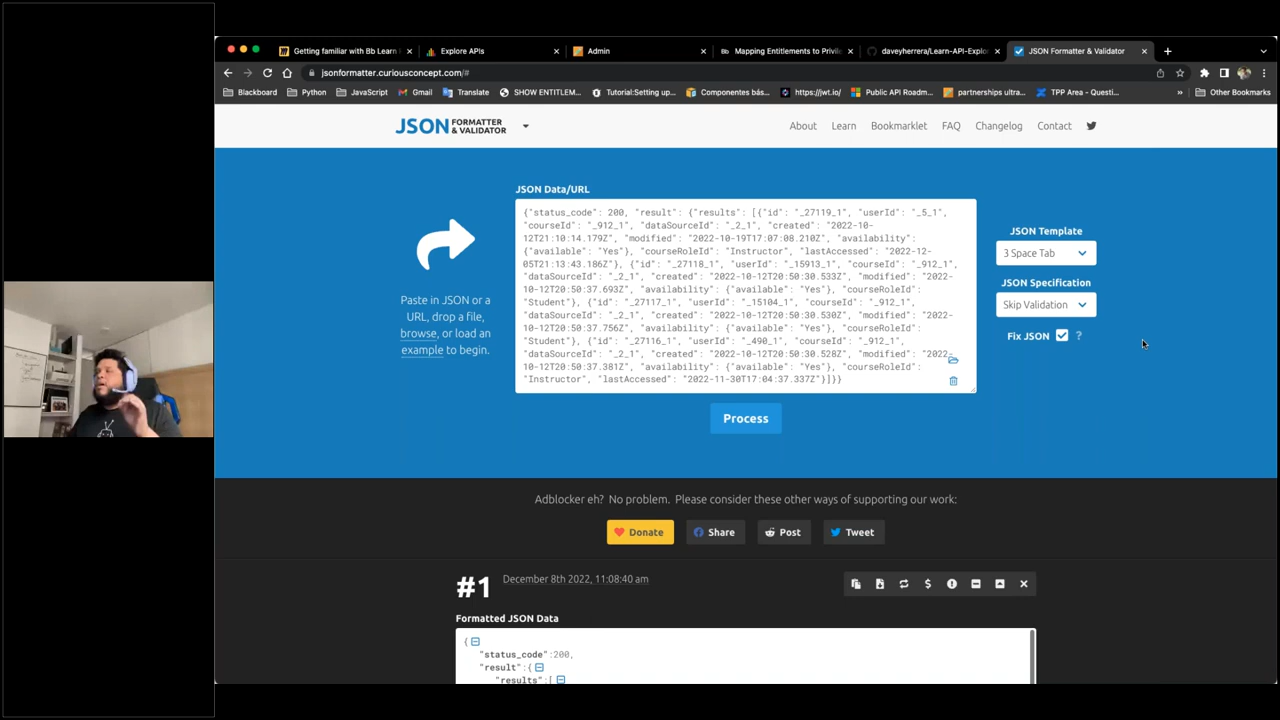 Getting familiar with Bb Learn
Explore APIs
Admin
Bb
Mapping Entitlements to Privile
daveyherrera/Learn-API-Explo
JSON Formatter & Validator
jsonformatter.curiousconcept.com/#
Blackboard
Python
JavaScript
Gmail
Translate
SHOW ENTITLEM...
Tutorial:Setting up...
Componentes bás...
https://jwt.io/
Public API Roadm...
partnerships ultra...
TPP Area - Questi...
»
Other Bookmarks
JSON FORMATTER & VALIDATOR
About
Learn
Bookmarklet
FAQ
Changelog
Contact
JSON Data/URL
{"status_code": 200, "result": {"results": [{"id": "_27119_1", "userId": "_5_1",
"courseId": "_912_1", "dataSourceId": "_2_1", "created": "2022-10-
12T21:10:14.179Z", "modified": "2022-10-19T17:07:08.210Z", "availability":
{"available": "Yes"}, "courseRoleId": "Instructor", "lastAccessed": "2022-12-
05T21:13:43.186Z"}, {"id": "_27118_1", "userId": "_15913_1", "courseId": "_912_1",
"dataSourceId": "_2_1", "created": "2022-10-12T20:50:30.533Z", "modified": "2022-
10-12T20:50:37.693Z", "availability": {"available": "Yes"}, "courseRoleId":
"Student"}, {"id": "_27117_1", "userId": "_15104_1", "courseId": "_912_1",
"dataSourceId": "_2_1", "created": "2022-10-12T20:50:30.530Z", "modified": "2022-
10-12T20:50:37.756Z", "availability": {"available": "Yes"}, "courseRoleId":
"Student"}, {"id": "_27116_1", "userId": "_490_1", "courseId": "_912_1",
"dataSourceId": "_2_1", "created": "2022-10-12T20:50:30.528Z", "modified": "2022-
10-12T20:50:37.381Z", "availability": {"available": "Yes"}, "courseRoleId":
"Instructor", "lastAccessed": "2022-11-30T17:04:37.337Z"}]}}
Paste in JSON or a
URL, drop a file,
browse, or load an
example to begin.
JSON Template
3 Space Tab
JSON Specification
Skip Validation
Fix JSON
?
Process
Adblocker eh? No problem. Please consider these other ways of supporting our work:
Donate
Share
Post
Tweet
#1
December 8th 2022, 11:08:40 am
Formatted JSON Data
{
"status_code":200,
"result":{
"results":[